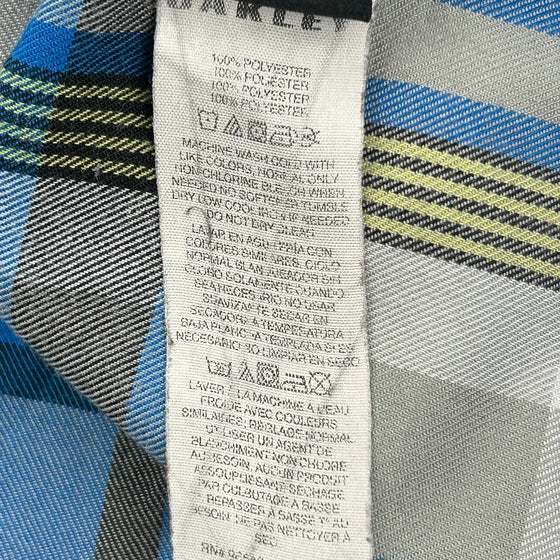 OAKLEY
100% POLYESTER
100% POLIESTER
100% POLYESTER
100% POLYESTER
MACHINE WASH COLD WITH
LIKE COLORS, NORMAL ONLY
NON-CHLORINE BLEACH WHEN
NEEDED NO SOFTENER TUMBLE
DRY LOW COOL IRON IF NEEDED
DO NOT DRY CLEAN
LAVAR EN AGUA FRIA CON
COLORES SIMILARES, CICLO
NORMAL BLANQUEADOR SIN
CLORO SOLAMENTE CUANDO
SEA NECESARIO NO USAR
SUAVIZANTE SECAR EN
SECADORA TEMPERATURA
BAJA PLANCHA TEMPLADA SI ES
NECESARIO NO LIMPIAR EN SECO
LAVER A LA MACHINE A L'EAU
FROIDE AVEC COULEURS
SIMILAIRES; REGLAGE NORMAL
UTILISER UN AGENT DE
BLANCHIMENT NON CHLORE
AU BESOIN, AUCUN PRODUIT
ASSOUPLISSANT SECHAGE
PAR CULBUTAGE A BASSE
REPASSER A BASSE T° AU
BESOIN. NE PAS NETTOYER A
SEC
RN#